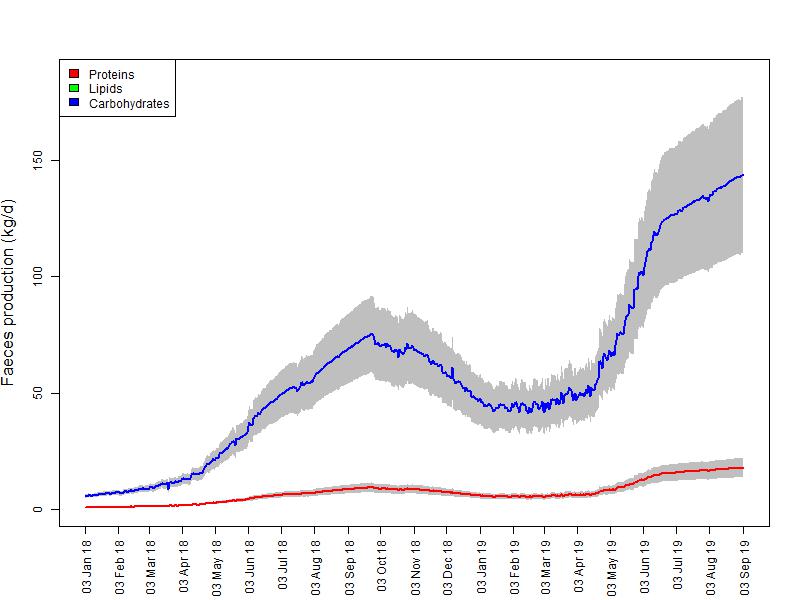 Proteins
Lipids
Carbohydrates
Faeces production (kg/d)
150
100
50
0
03 Jan 18
03 Feb 18
03 Mar 18
03 Apr 18
03 May 18
03 Jun 18
03 Jul 18
03 Aug 18
03 Sep 18
03 Oct 18
03 Nov 18
03 Dec 18
03 Jan 19
03 Feb 19
03 Mar 19
03 Apr 19
03 May 19
03 Jun 19
03 Jul 19
03 Aug 19
03 Sep 19